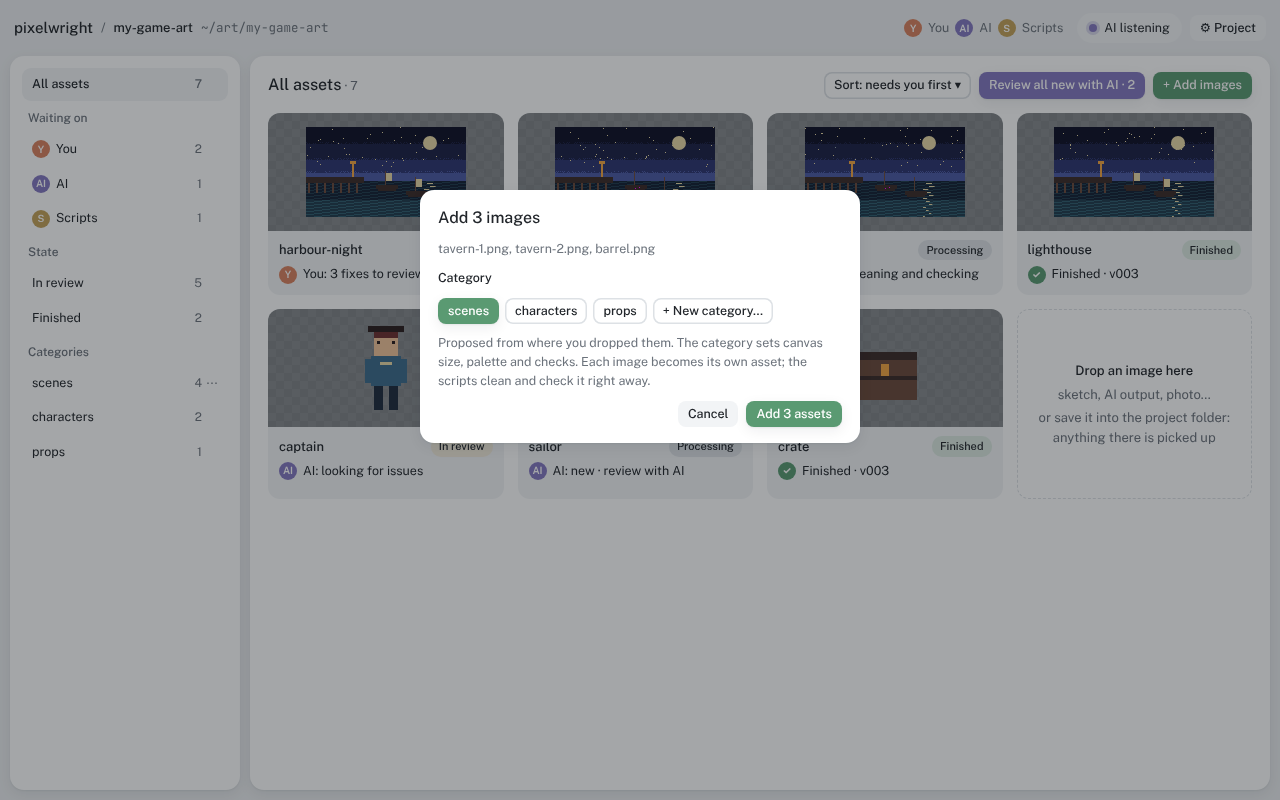 pixelwright / my-game-art ~/art/my-game-art
Y You AI AI S Scripts AI listening ⚙ Project
All assets 7
Waiting on
Y You 2
AI AI 1
S Scripts 1
State
In review 5
Finished 2
Categories
scenes 4 ···
characters 2
props 1
All assets · 7
Sort: needs you first ▾ Review all new with AI · 2 + Add images
harbour-night
Y You: 3 fixes to review
Processing
eaning and checking
lighthouse Finished
Finished · v003
captain In review
AI AI: looking for issues
sailor Processing
AI AI: new · review with AI
crate Finished
Finished · v003
Drop an image here
sketch, AI output, photo…
or save it into the project folder:
anything there is picked up
Add 3 images
tavern-1.png, tavern-2.png, barrel.png
Category
scenes characters props + New category…
Proposed from where you dropped them. The category sets canvas
size, palette and checks. Each image becomes its own asset; the
scripts clean and check it right away.
Cancel Add 3 assets